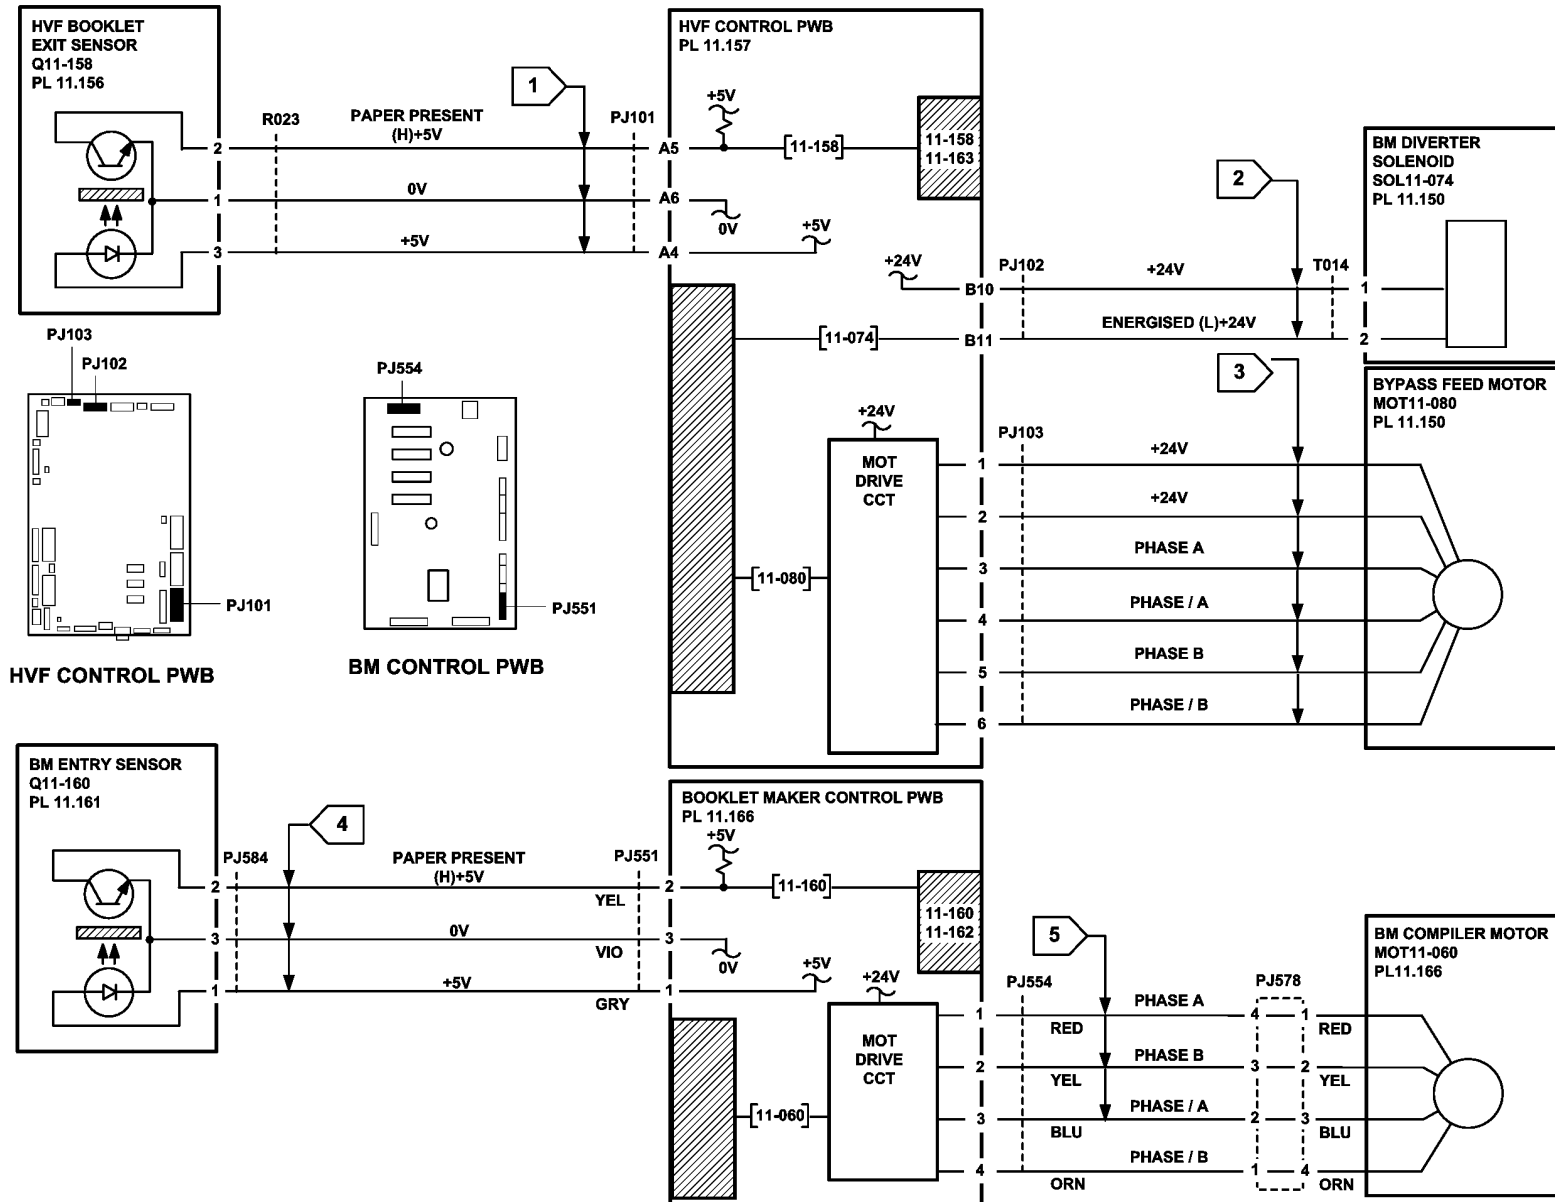 HVF BOOKLET
EXIT SENSOR
Q11-158
PL 11.156
2
1
3
R023
PAPER PRESENT
(H)+5V
0V
+5V
1
PJ101
A5
A6
A4
HVF CONTROL PWB
PL 11.157
+5V
[11-158]
11-158
11-163
0V
+5V
+24V
B10
[11-074]
B11
PJ102
+24V
ENERGISED (L)+24V
2
T014
1
2
BM DIVERTER
SOLENOID
SOL11-074
PL 11.150
PJ103
PJ102
PJ101
HVF CONTROL PWB
PJ554
PJ551
BM CONTROL PWB
[11-080]
+24V
MOT
DRIVE
CCT
1
2
3
4
5
6
PJ103
3
+24V
+24V
PHASE A
PHASE / A
PHASE B
PHASE / B
BYPASS FEED MOTOR
MOT11-080
PL 11.150
BM ENTRY SENSOR
Q11-160
PL 11.161
2
3
1
PJ584
4
PAPER PRESENT
(H)+5V
YEL
0V
VIO
+5V
GRY
PJ551
2
3
1
BOOKLET MAKER CONTROL PWB
PL 11.166
+5V
[11-160]
11-160
11-162
0V
+5V
+24V
MOT
DRIVE
CCT
[11-060]
1
2
3
4
PJ554
5
PHASE A
RED
PHASE B
YEL
PHASE / A
BLU
PHASE / B
ORN
PJ578
4 1
3 2
2 3
1 4
RED
YEL
BLU
ORN
BM COMPILER MOTOR
MOT11-060
PL11.166